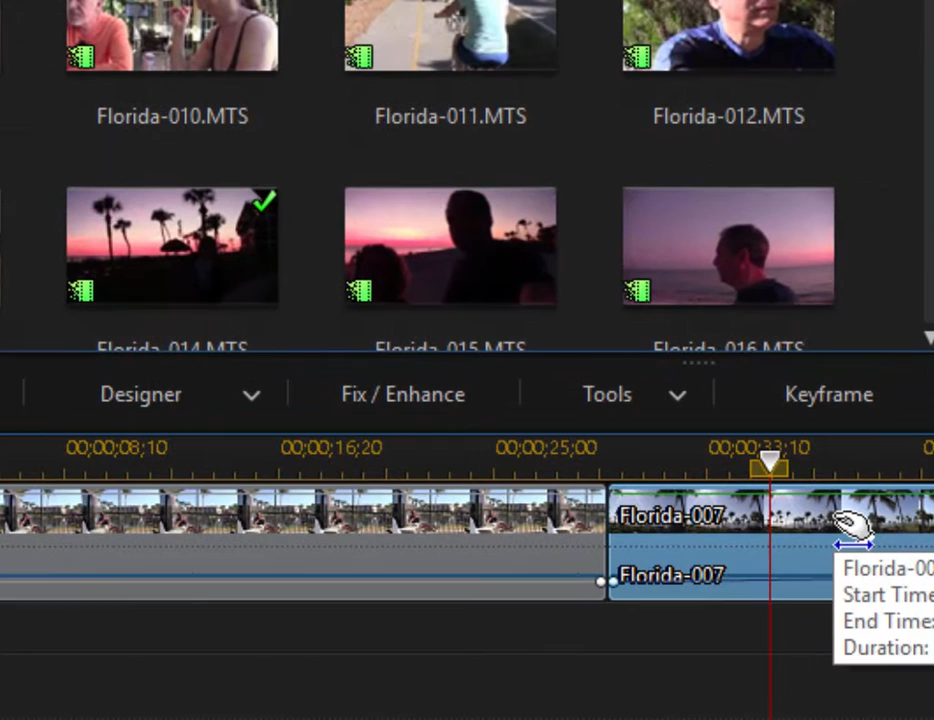 Florida-010.MTS Florida-011.MTS Florida-012.MTS
Florida-014.MTS Florida-015.MTS Florida-016.MTS
Designer Fix / Enhance Tools Keyframe
00;00;08;10 00;00;16;20 00;00;25;00 00;00;33;10 0
Florida-007
Florida-007
Florida-00
Start Time
End Time:
Duration: